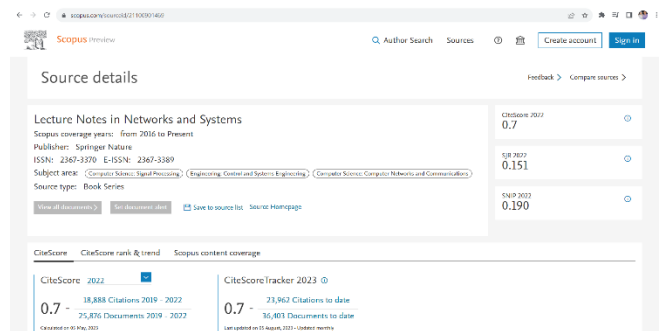 scopus.com/sourceid/21100901469
Scopus Preview
Author Search Sources Create account Sign in
Source details
Feedback Compare sources
Lecture Notes in Networks and Systems
Scopus coverage years: from 2016 to Present
Publisher: Springer Nature
ISSN: 2367-3370 E-ISSN: 2367-3389
Subject area: Computer Science: Signal Processing Engineering: Control and Systems Engineering Computer Science: Computer Networks and Communications
Source type: Book Series
View all documents Set document alert Save to source list Source Homepage
CiteScore 2022
0.7
SJR 2022
0.151
SNIP 2022
0.190
CiteScore CiteScore rank & trend Scopus content coverage
CiteScore 2022
0.7 -
18,888 Citations 2019 - 2022
25,876 Documents 2019 - 2022
Calculated on 05 May, 2023
CiteScoreTracker 2023
0.7 -
23,962 Citations to date
36,403 Documents to date
Last updated on 05 August, 2023 • Updated monthly